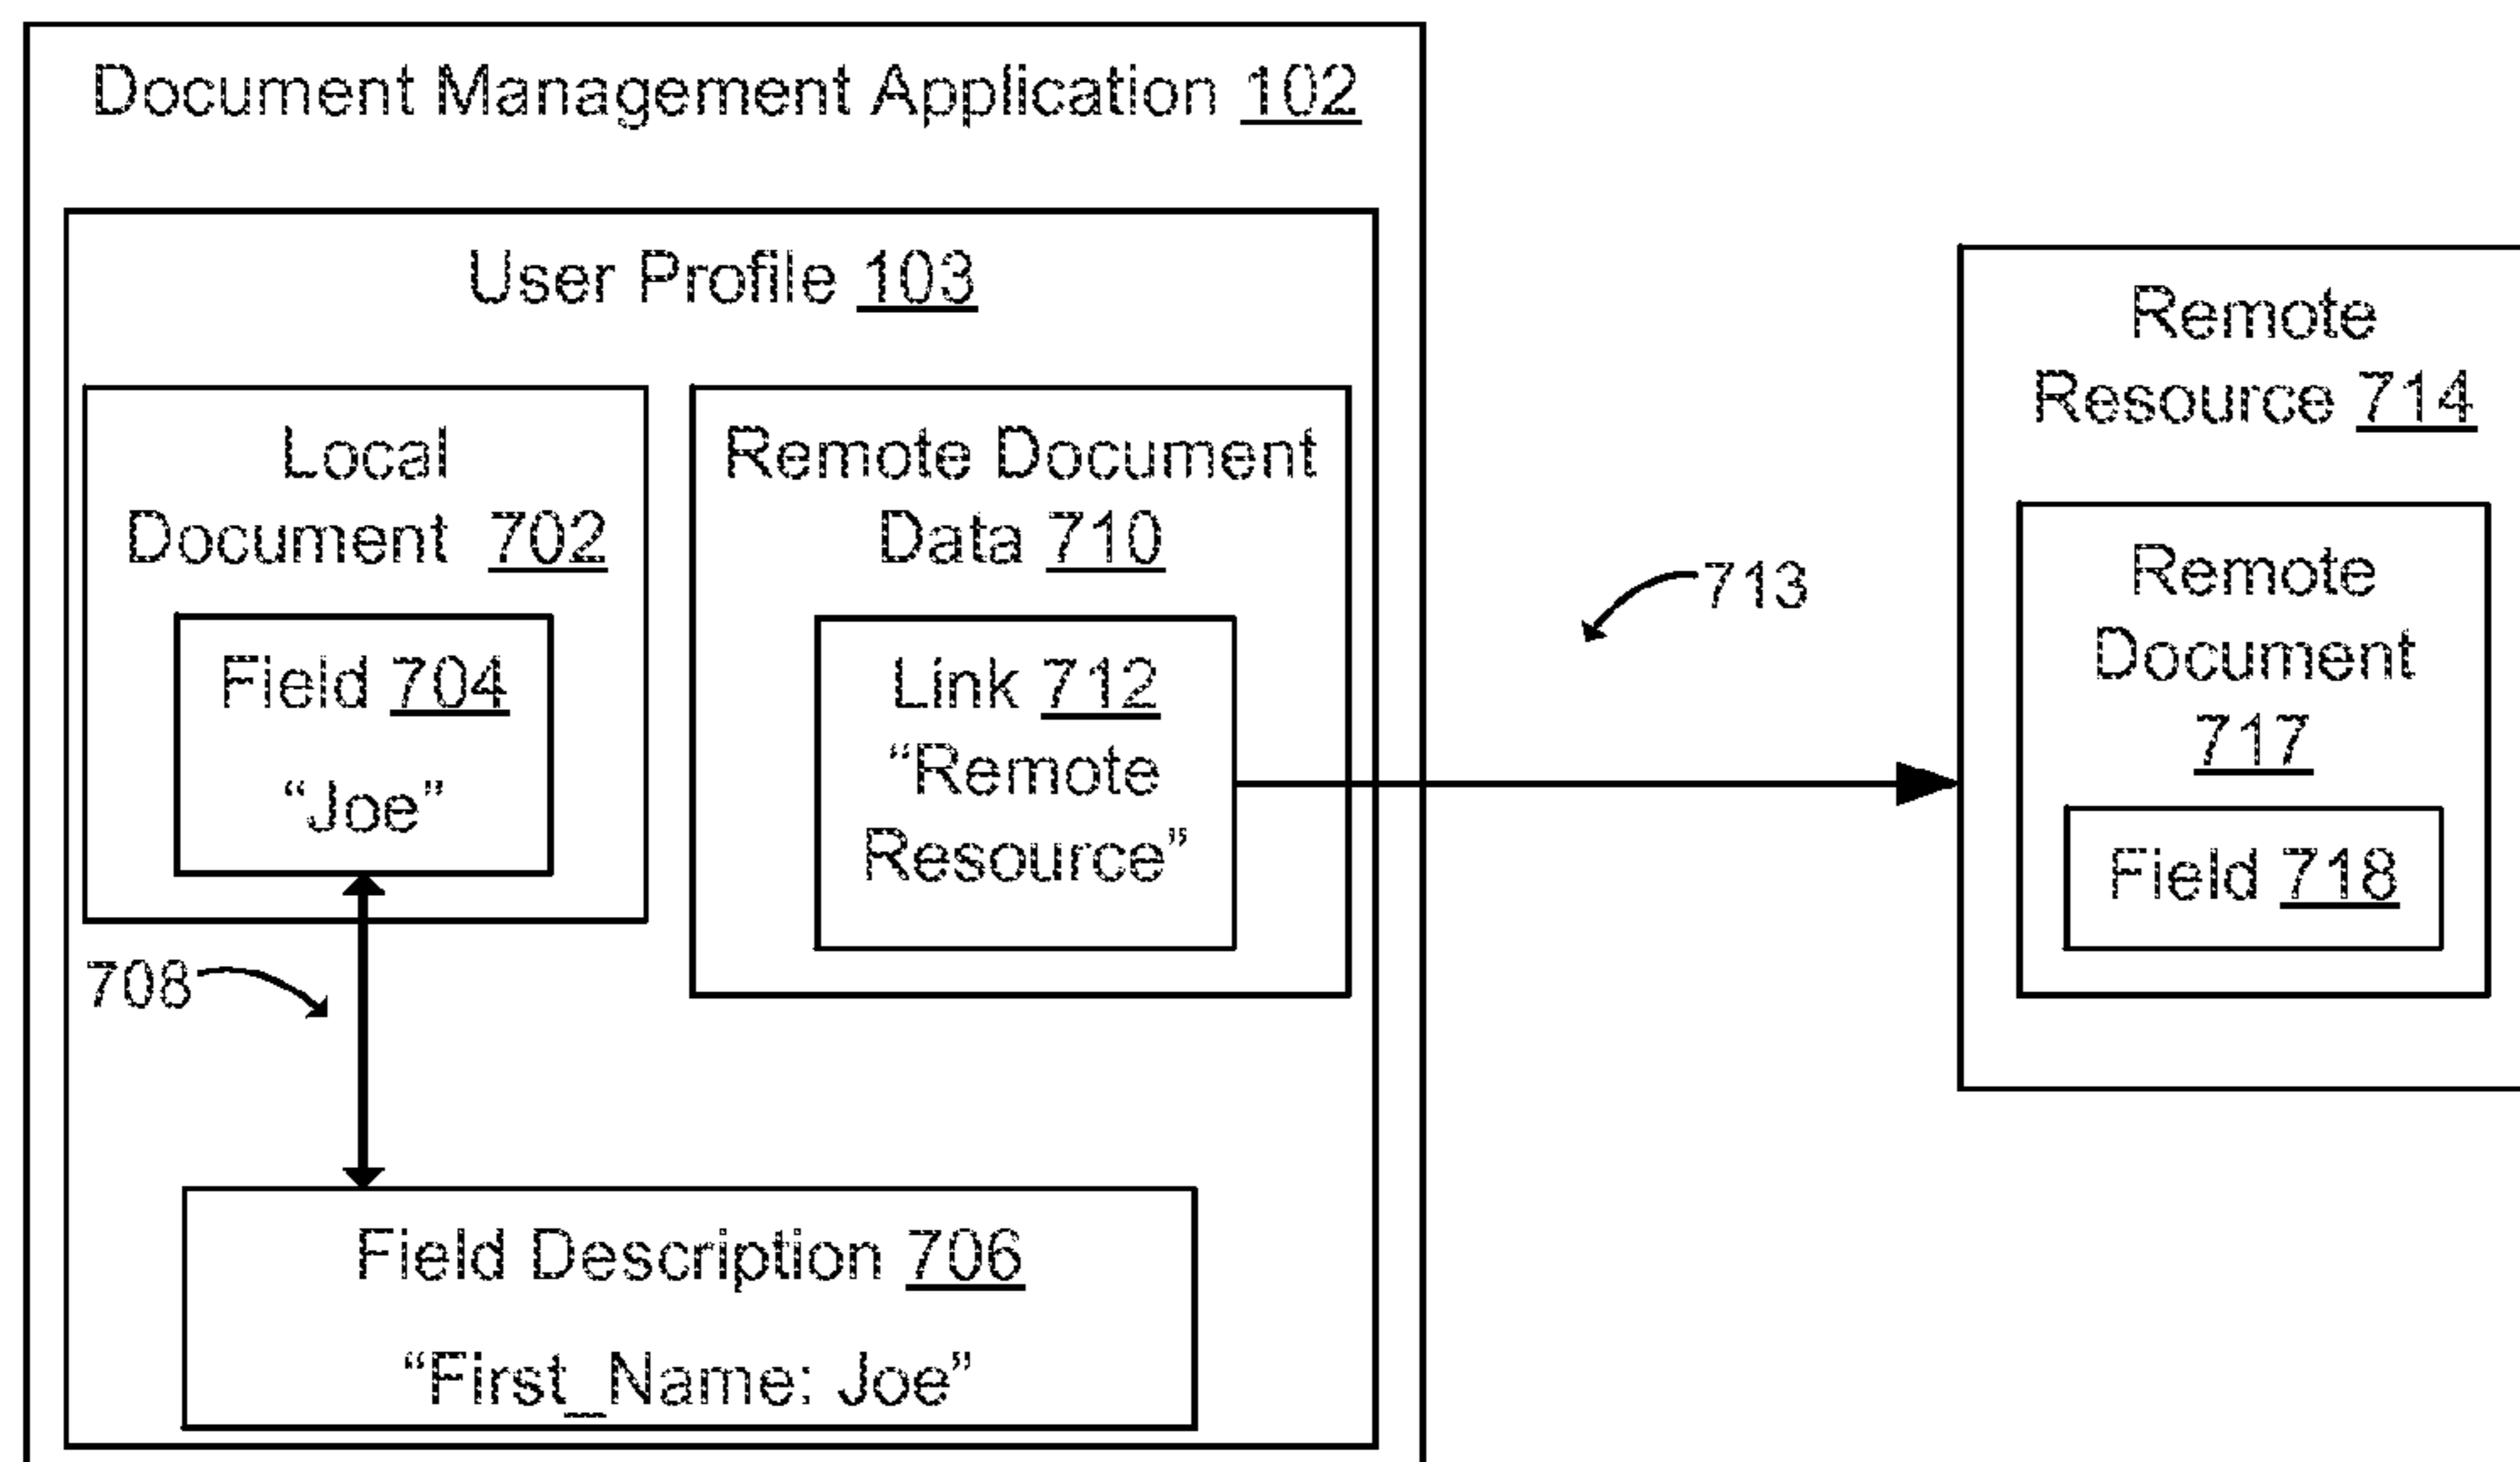 Document Management Application 102
User Profile 103
Local
Document 702
Field 704
“Joe”
Remote Document
Data 710
Link 712
“Remote
Resource”
708
Field Description 706
“First_Name: Joe”
713
Remote
Resource 714
Remote
Document
717
Field 718